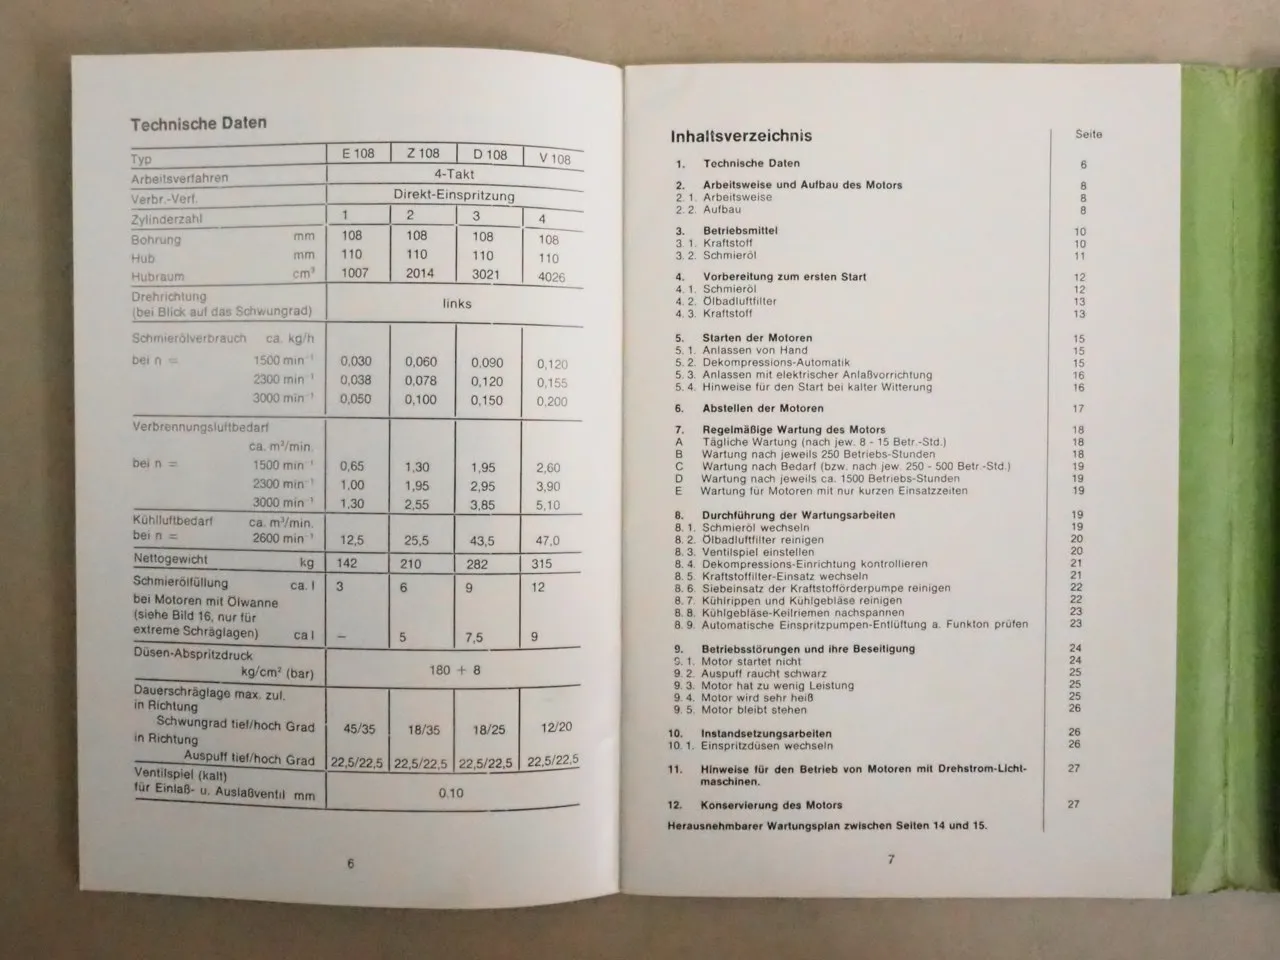 Technische Daten
Typ E 108 Z 108 D 108 V 108
Arbeitsverfahren 4-Takt
Verbr.-Verf. Direkt-Einspritzung
Zylinderzahl 1 2 3 4
Bohrung mm 108 108 108 108
Hub mm 110 110 110 110
Hubraum cm³ 1007 2014 3021 4026
Drehrichtung
(bei Blick auf das Schwungrad) links
Schmierölverbrauch ca. kg/h
bei n = 1500 min⁻¹ 0,030 0,060 0,090 0,120
2300 min⁻¹ 0,038 0,078 0,120 0,155
3000 min⁻¹ 0,050 0,100 0,150 0,200
Verbrennungsluftbedarf
ca. m³/min.
bei n = 1500 min⁻¹ 0,65 1,30 1,95 2,60
2300 min⁻¹ 1,00 1,95 2,95 3,90
3000 min⁻¹ 1,30 2,55 3,85 5,10
Kühlluftbedarf ca. m³/min.
bei n = 2600 min⁻¹ 12,5 25,5 43,5 47,0
Nettogewicht kg 142 210 282 315
Schmierölfüllung ca. l 3 6 9 12
bei Motoren mit Ölwanne
(siehe Bild 16, nur für
extreme Schräglagen) ca l – 5 7,5 9
Düsen-Abspritzdruck
kg/cm² (bar) 180 + 8
Dauerschräglage max. zul.
in Richtung
Schwungrad tief/hoch Grad 45/35 18/35 18/25 12/20
in Richtung
Auspuff tief/hoch Grad 22,5/22,5 22,5/22,5 22,5/22,5 22,5/22,5
Ventilspiel (kalt)
für Einlaß- u. Auslaßventil mm 0.10
6
Inhaltsverzeichnis Seite
1. Technische Daten 6
2. Arbeitsweise und Aufbau des Motors 8
2. 1. Arbeitsweise 8
2. 2. Aufbau 8
3. Betriebsmittel 10
3. 1. Kraftstoff 10
3. 2. Schmieröl 11
4. Vorbereitung zum ersten Start 12
4. 1. Schmieröl 12
4. 2. Ölbadluftfilter 13
4. 3. Kraftstoff 13
5. Starten der Motoren 15
5. 1. Anlassen von Hand 15
5. 2. Dekompressions-Automatik 15
5. 3. Anlassen mit elektrischer Anlaßvorrichtung 16
5. 4. Hinweise für den Start bei kalter Witterung 16
6. Abstellen der Motoren 17
7. Regelmäßige Wartung des Motors 18
A Tägliche Wartung (nach jew. 8 - 15 Betr.-Std.) 18
B Wartung nach jeweils 250 Betriebs-Stunden 18
C Wartung nach Bedarf (bzw. nach jew. 250 - 500 Betr.-Std.) 19
D Wartung nach jeweils ca. 1500 Betriebs-Stunden 19
E Wartung für Motoren mit nur kurzen Einsatzzeiten 19
8. Durchführung der Wartungsarbeiten 19
8. 1. Schmieröl wechseln 19
8. 2. Ölbadluftfilter reinigen 20
8. 3. Ventilspiel einstellen 20
8. 4. Dekompressions-Einrichtung kontrollieren 21
8. 5. Kraftstoffilter-Einsatz wechseln 21
8. 6. Siebeinsatz der Kraftstofförderpumpe reinigen 22
8. 7. Kühlrippen und Kühlgebläse reinigen 22
8. 8. Kühlgebläse-Keilriemen nachspannen 23
8. 9. Automatische Einspritzpumpen-Entlüftung a. Funkton prüfen 23
9. Betriebsstörungen und ihre Beseitigung 24
9. 1. Motor startet nicht 24
9. 2. Auspuff raucht schwarz 25
9. 3. Motor hat zu wenig Leistung 25
9. 4. Motor wird sehr heiß 25
9. 5. Motor bleibt stehen 26
10. Instandsetzungsarbeiten 26
10. 1. Einspritzdüsen wechseln 26
11. Hinweise für den Betrieb von Motoren mit Drehstrom-Licht- 27
maschinen.
12. Konservierung des Motors 27
Herausnehmbarer Wartungsplan zwischen Seiten 14 und 15.
7